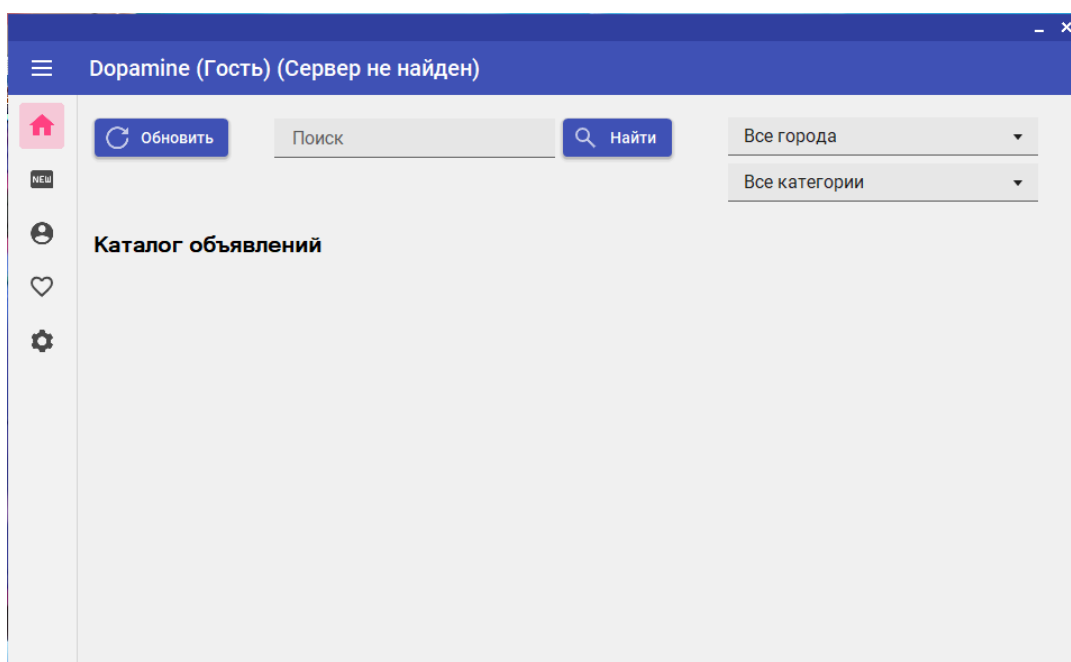 Dopamine (Гость) (Сервер не найден)
Обновить
Поиск
Найти
Все города
NEW
Все категории
Каталог объявлений